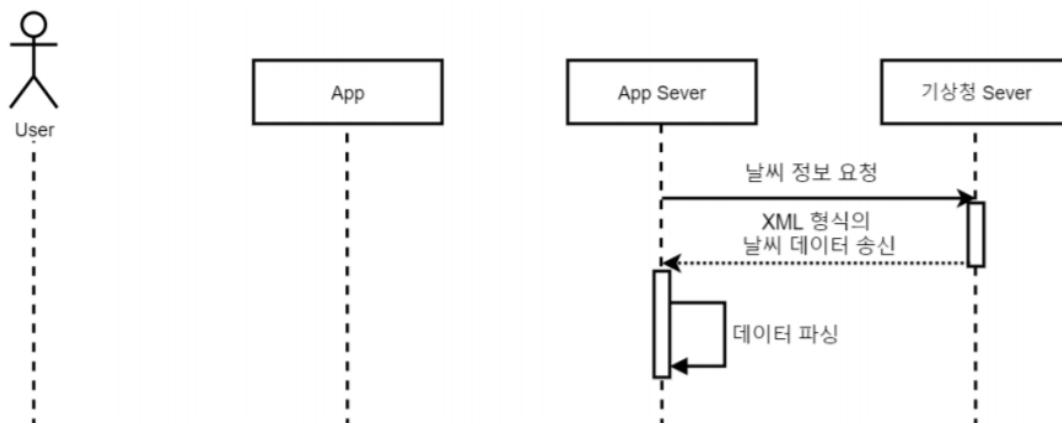 User
App
App Sever
기상청 Sever
날씨 정보 요청
XML 형식의
날씨 데이터 송신
데이터 파싱